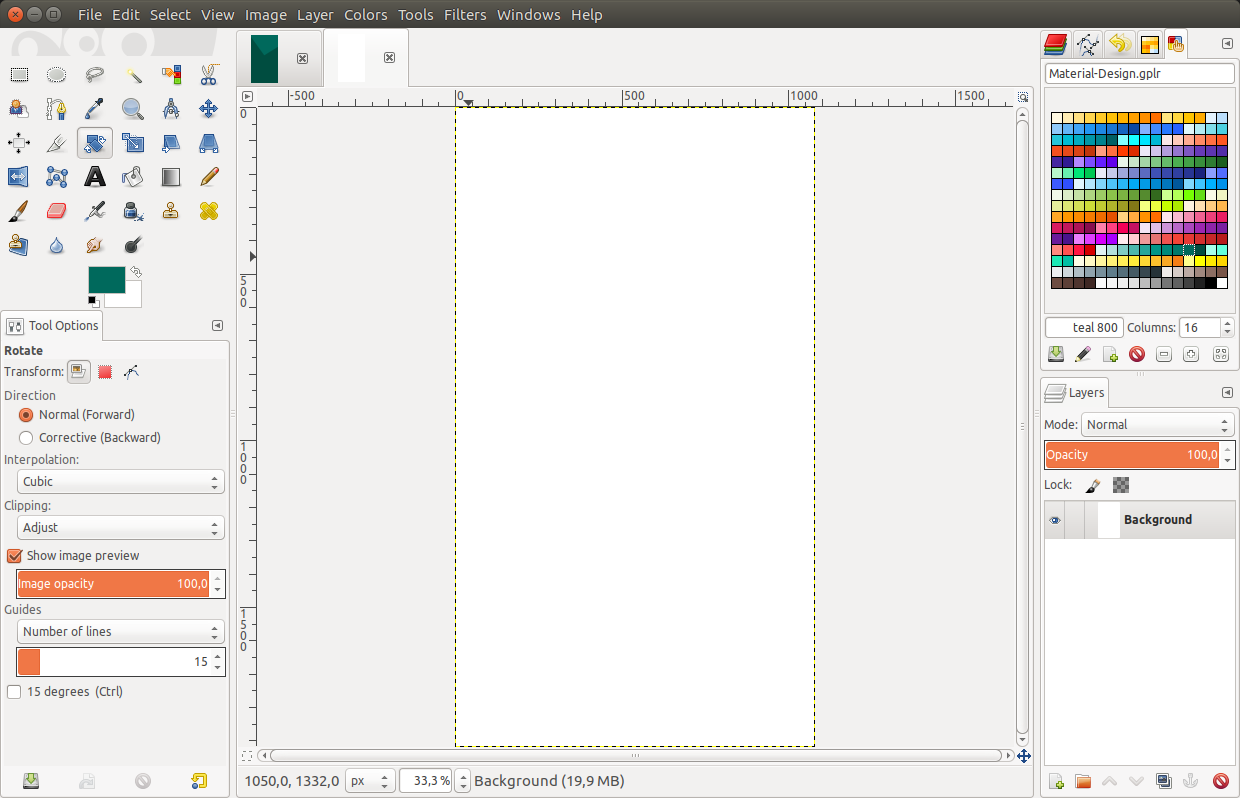 File Edit Select View Image Layer Colors Tools Filters Windows Help
-500 0 500 1000 1500
0
500
1000
1500
Tool Options
Rotate
Transform:
Direction
Normal (Forward)
Corrective (Backward)
Interpolation:
Cubic
Clipping:
Adjust
Show image preview
Image opacity 100,0
Guides
Number of lines
15
15 degrees (Ctrl)
1050,0, 1332,0 px 33,3 % Background (19,9 MB)
Material-Design.gplr
teal 800 Columns: 16
Layers
Mode: Normal
Opacity 100,0
Lock:
Background